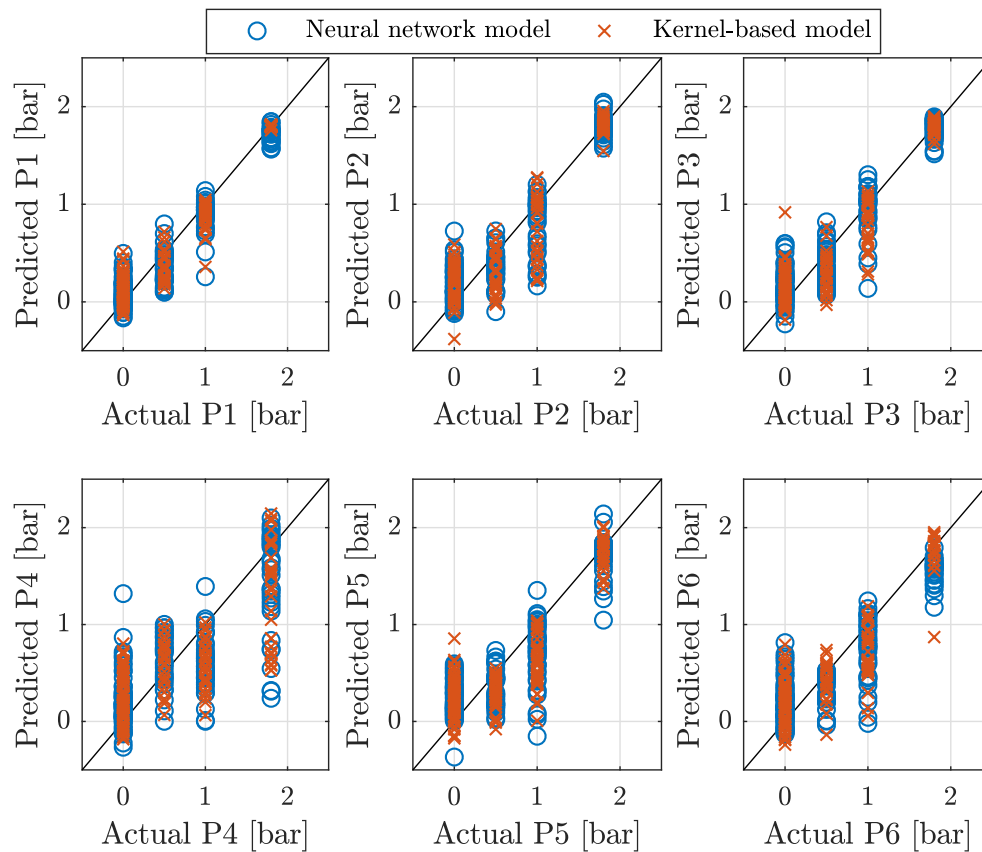 Neural network model Kernel-based model
Predicted P1 [bar]
2
1
0
0 1 2
Actual P1 [bar]
Predicted P2 [bar]
2
1
0
0 1 2
Actual P2 [bar]
Predicted P3 [bar]
2
1
0
0 1 2
Actual P3 [bar]
Predicted P4 [bar]
2
1
0
0 1 2
Actual P4 [bar]
Predicted P5 [bar]
2
1
0
0 1 2
Actual P5 [bar]
Predicted P6 [bar]
2
1
0
0 1 2
Actual P6 [bar]